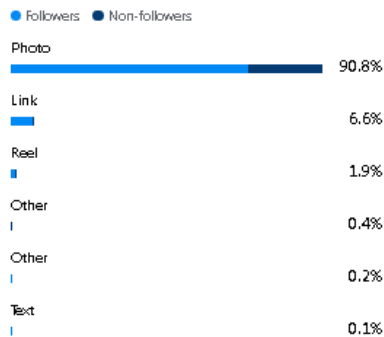 Followers Non-followers
Photo
90.8%
Link
6.6%
Reel
1.9%
Other
0.4%
Other
0.2%
Text
0.1%